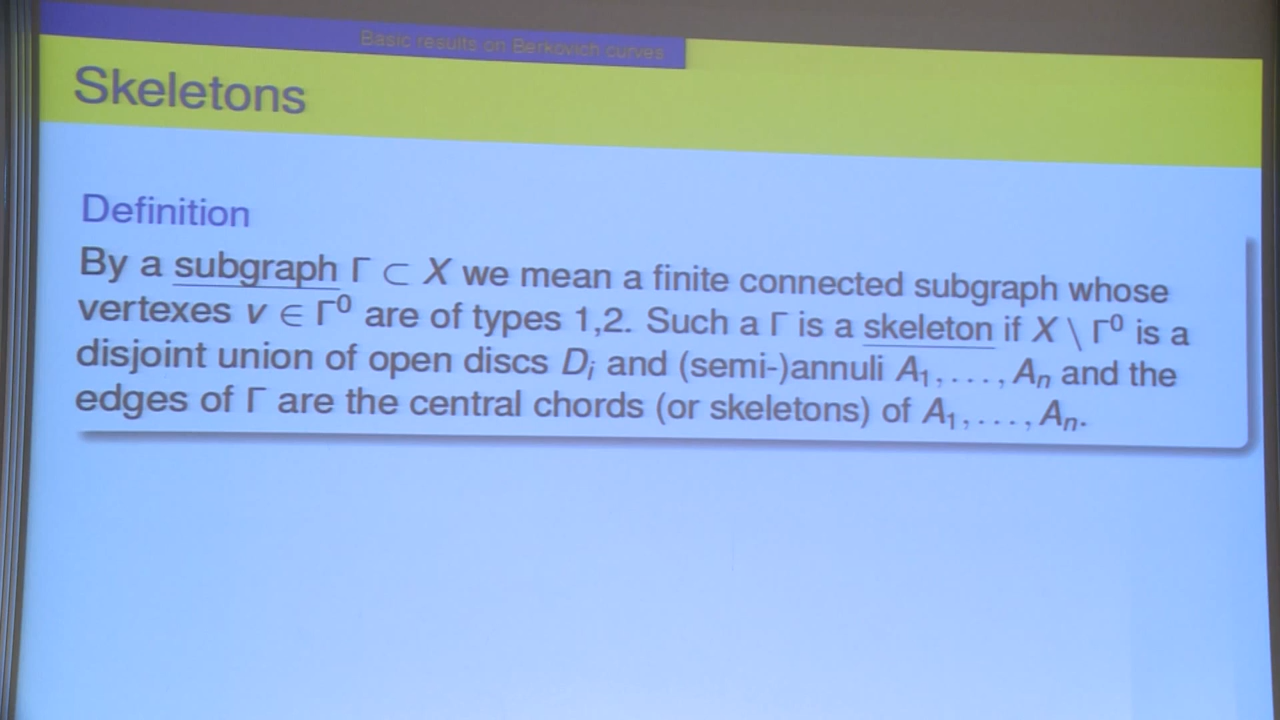 Basic results on Berkovich curves
Skeletons
Definition
By a subgraph Γ ⊂ X we mean a finite connected subgraph whose
vertexes v ∈ Γ⁰ are of types 1,2. Such a Γ is a skeleton if X \ Γ⁰ is a
disjoint union of open discs Dᵢ and (semi-)annuli A₁, . . . , Aₙ and the
edges of Γ are the central chords (or skeletons) of A₁, . . . , Aₙ.